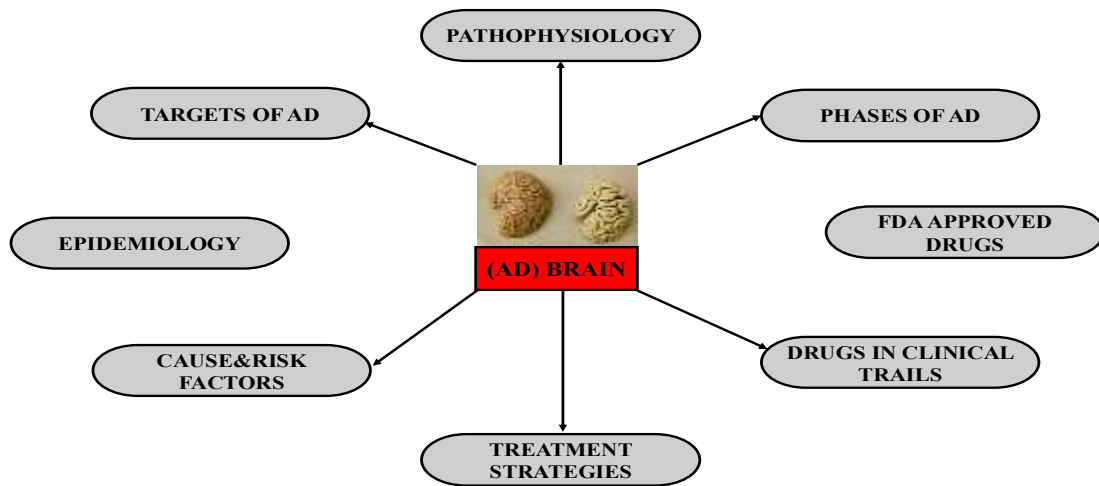 PATHOPHYSIOLOGY
TARGETS OF AD
PHASES OF AD
EPIDEMIOLOGY
FDA APPROVED
DRUGS
(AD) BRAIN
CAUSE&RISK
FACTORS
DRUGS IN CLINICAL
TRAILS
TREATMENT
STRATEGIES